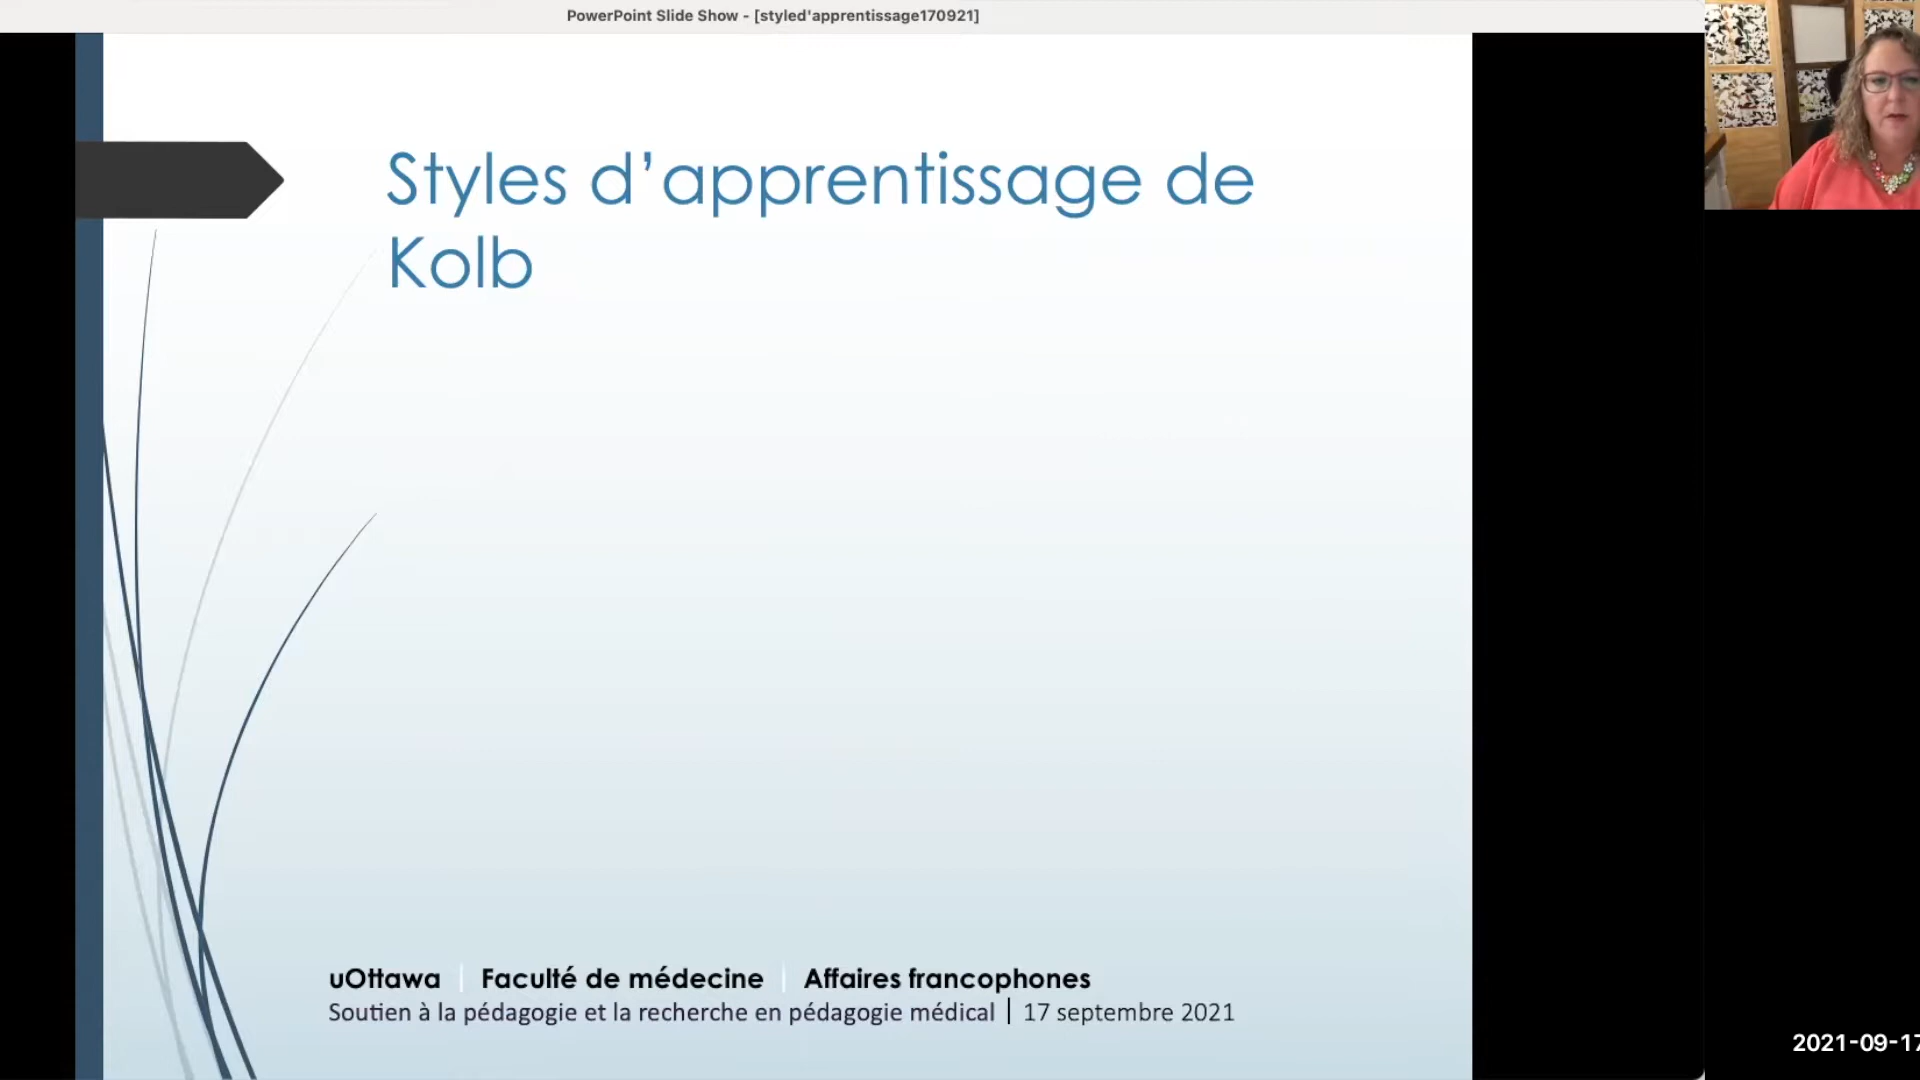 PowerPoint Slide Show - [styled'apprentissage170921]
Styles d’apprentissage de
Kolb
uOttawa | Faculté de médecine | Affaires francophones
Soutien à la pédagogie et la recherche en pédagogie médical | 17 septembre 2021
2021-09-17